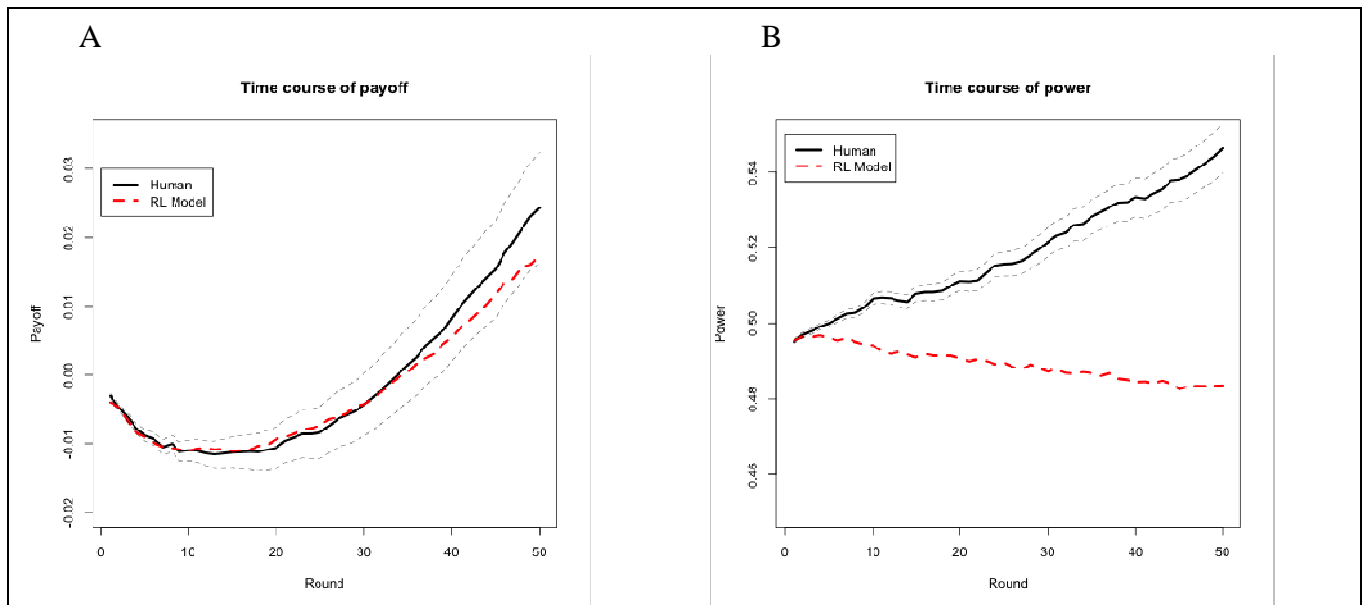 A
Time course of payoff
Human
RL Model
0.03
0.02
0.01
0.00
-0.01
-0.02
Payoff
0 10 20 30 40 50
Round
B
Time course of power
Human
RL Model
0.54
0.52
0.50
0.48
0.46
Power
0 10 20 30 40 50
Round